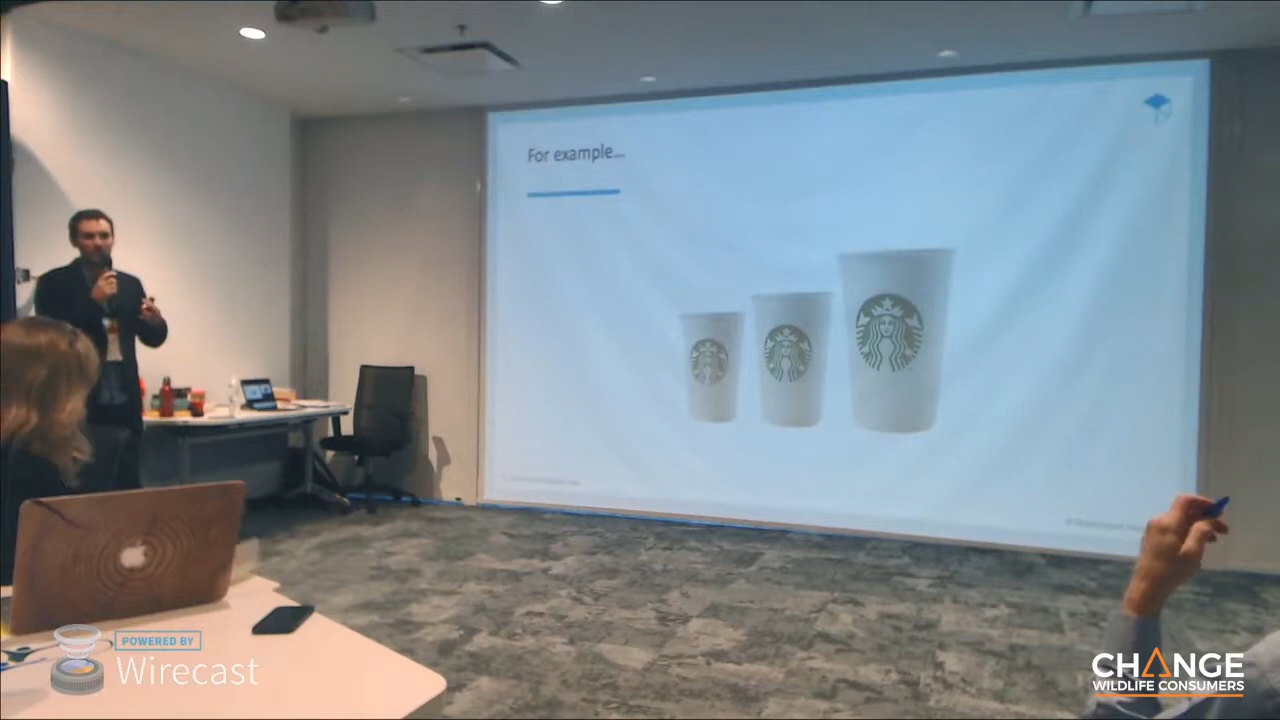 For example...
POWERED BY
Wirecast
CHANGE
WILDLIFE CONSUMERS